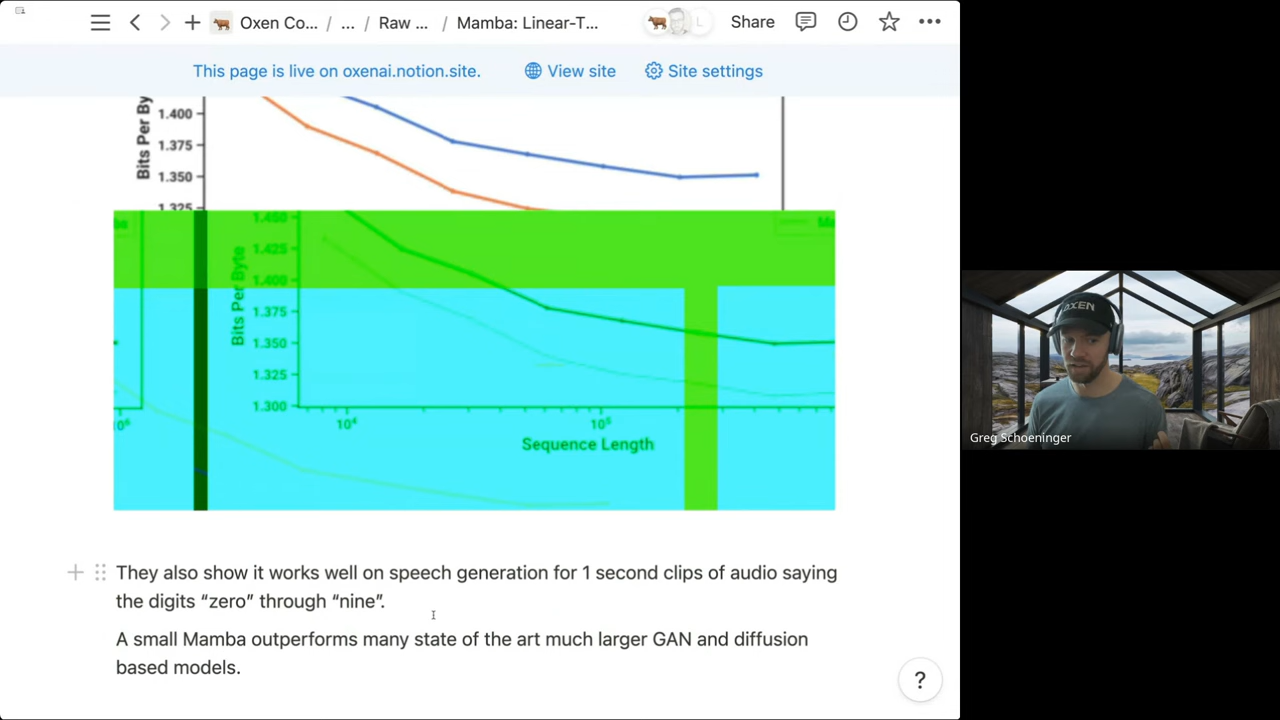 Oxen Co... / ... / Raw ... / Mamba: Linear-T... L Share
This page is live on oxenai.notion.site. View site Site settings
Bits Per By
1.400
1.375
1.350
1.325
1.450
1.425
1.400
1.375
1.350
1.325
1.300
Bits Per Byte
10⁶ 10⁴ 10⁵
Sequence Length
OXEN
Greg Schoeninger
They also show it works well on speech generation for 1 second clips of audio saying
the digits “zero” through “nine”.
A small Mamba outperforms many state of the art much larger GAN and diffusion
based models.
?